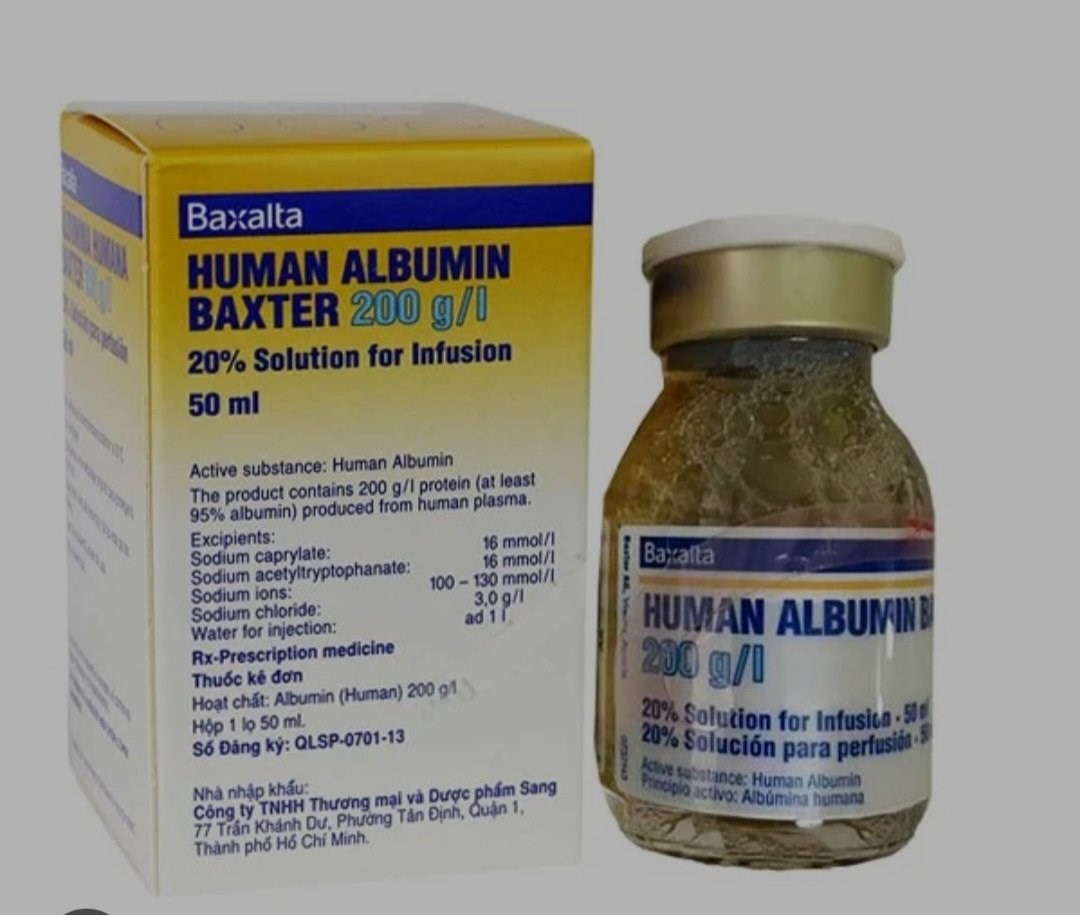 Baxalta
HUMAN ALBUMIN
BAXTER 200 g/l
20% Solution for Infusion
50 ml
Active substance: Human Albumin
The product contains 200 g/l protein (at least
95% albumin) produced from human plasma.
Excipients:
Sodium caprylate: 16 mmol/l
Sodium acetyltryptophanate: 16 mmol/l
Sodium ions: 100 – 130 mmol/l
Sodium chloride: 3,0 g/l
Water for injection: ad 1 l
Rx-Prescription medicine
Thuốc kê đơn
Hoạt chất: Albumin (Human) 200 g/l
Hộp 1 lọ 50 ml.
Số Đăng ký: QLSP-0701-13
Nhà nhập khẩu:
Công ty TNHH Thương mại và Dược phẩm Sang
77 Trần Khánh Dư, Phường Tân Định, Quận 1,
Thành phố Hồ Chí Minh.
HUMANA
Baxalta
HUMAN ALBUMIN
200 g/l
20% Solution for Infusion - 50 ml
20% Solución para perfusión
Active substance: Human Albumin
Principio activo: Albúmina humana